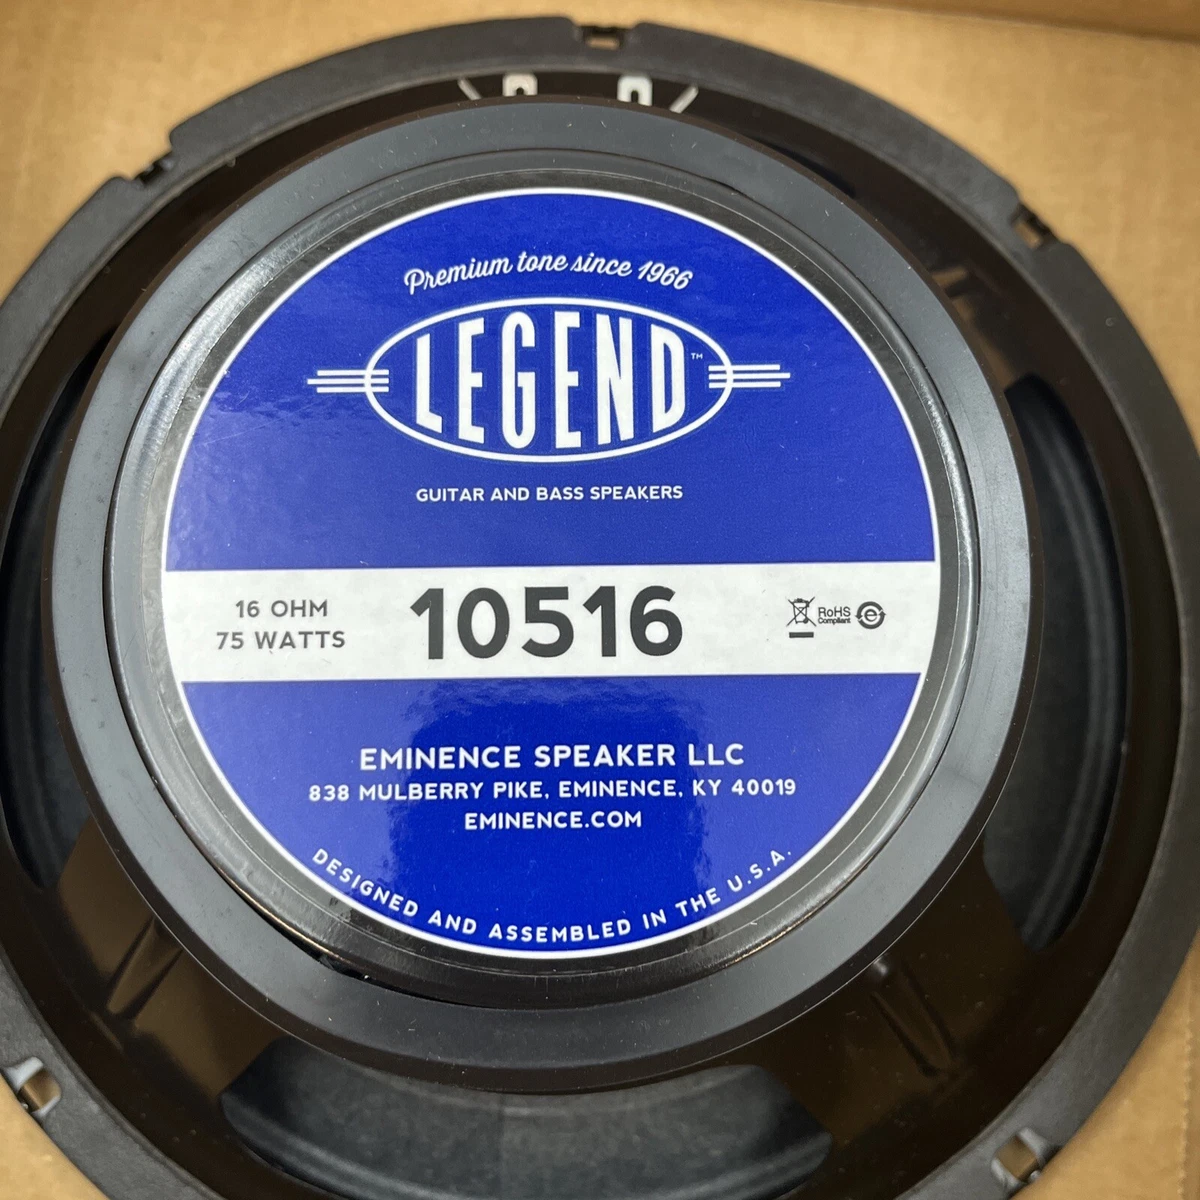 Premium tone since 1966
LEGEND™
GUITAR AND BASS SPEAKERS
16 OHM
75 WATTS
10516
RoHS
Compliant
e
EMINENCE SPEAKER LLC
838 MULBERRY PIKE, EMINENCE, KY 40019
EMINENCE.COM
DESIGNED AND ASSEMBLED IN THE U.S.A.